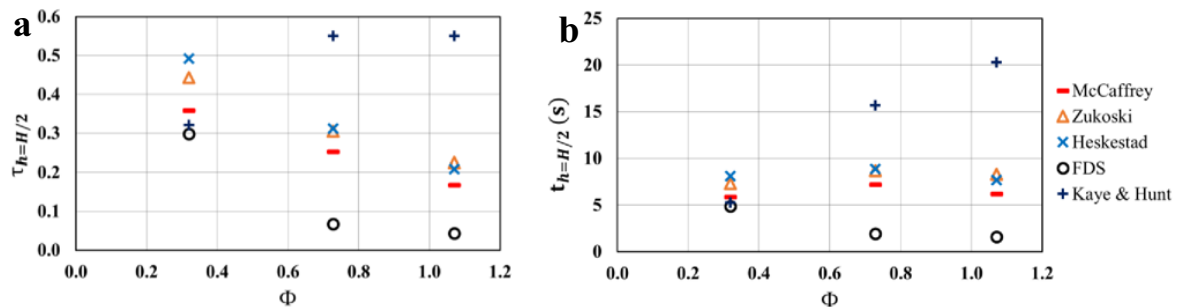 a
0.6
0.5
0.4
0.3
0.2
0.1
0.0
τh=H/2
0.0 0.2 0.4 0.6 0.8 1.0 1.2
Φ
b
25
20
15
10
5
0
th=H/2 (s)
0.0 0.2 0.4 0.6 0.8 1.0 1.2
Φ
McCaffrey
Zukoski
Heskestad
FDS
Kaye & Hunt